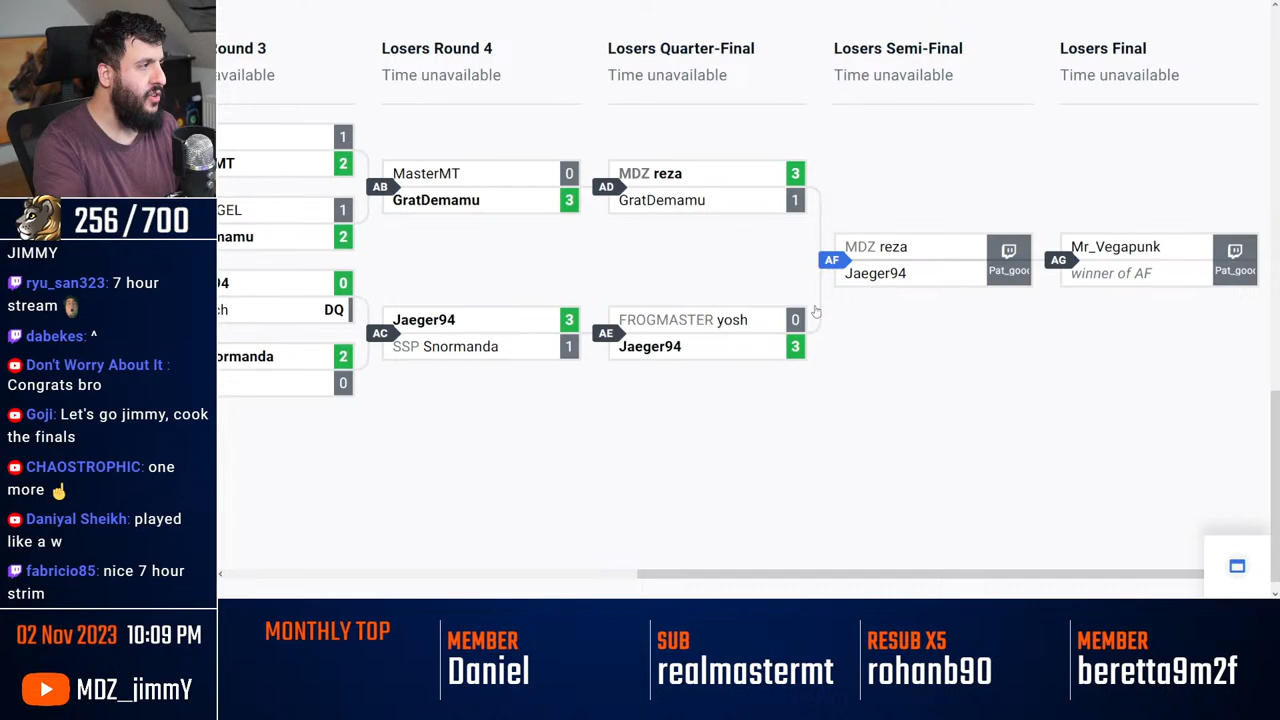 ound 3
available
Losers Round 4
Time unavailable
Losers Quarter-Final
Time unavailable
Losers Semi-Final
Time unavailable
Losers Final
Time unavailable
1
MT 2
GEL 1
amu 2
94 0
ch DQ
ormanda 2
0
AB
MasterMT 0
GratDemamu 3
AC
Jaeger94 3
SSP Snormanda 1
AD
MDZ reza 3
GratDemamu 1
AE
FROGMASTER yosh 0
Jaeger94 3
AF
MDZ reza
Jaeger94
Pat_good
AG
Mr_Vegapunk
winner of AF
Pat_good
256 / 700
JIMMY
ryu_san323: 7 hour
stream
dabekes: ^
Don't Worry About It :
Congrats bro
Goji: Let's go jimmy, cook
the finals
CHAOSTROPHIC: one
more ☝
Daniyal Sheikh: played
like a w
fabricio85: nice 7 hour
strim
02 Nov 2023 10:09 PM
MDZ_jimmY
MONTHLY TOP
MEMBER
Daniel
SUB
realmastermt
RESUB X5
rohanb90
MEMBER
beretta9m2f